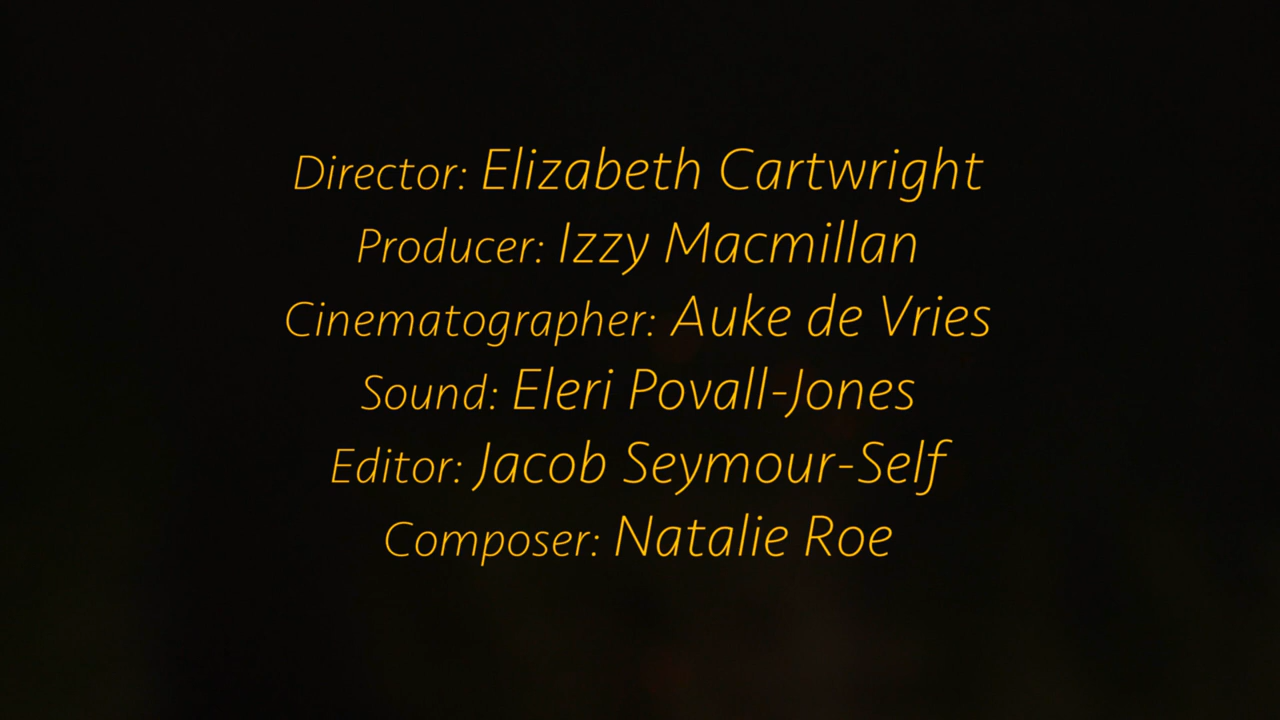 Director: Elizabeth Cartwright
Producer: Izzy Macmillan
Cinematographer: Auke de Vries
Sound: Eleri Povall-Jones
Editor: Jacob Seymour-Self
Composer: Natalie Roe